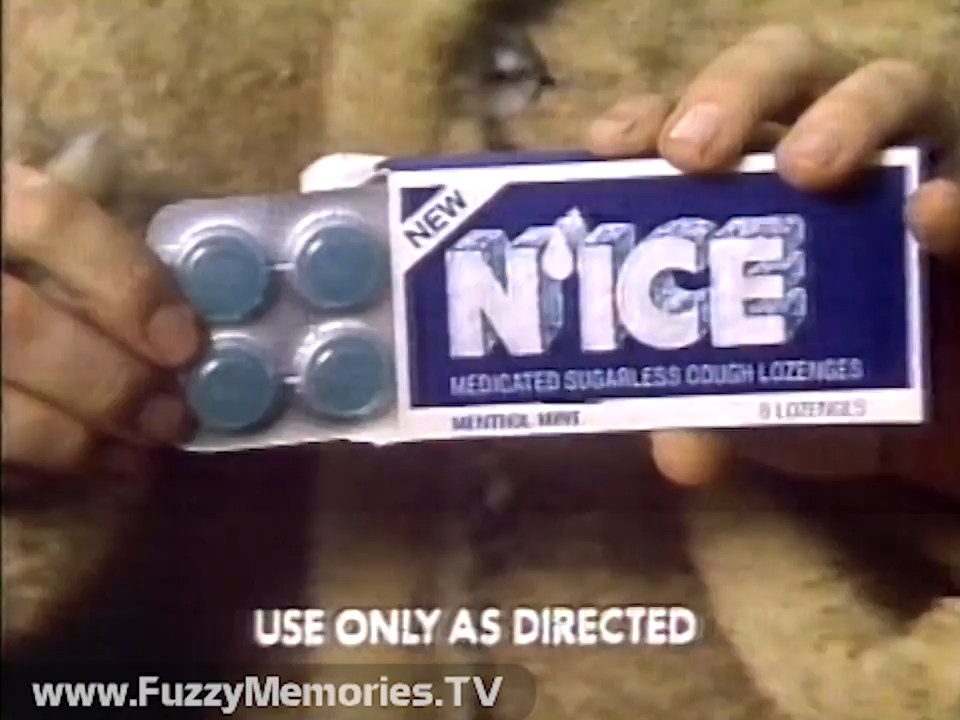 NEW
N'ICE
MEDICATED SUGARLESS COUGH LOZENGES
MENTHOL MINT
8 LOZENGES
USE ONLY AS DIRECTED
www.FuzzyMemories.TV